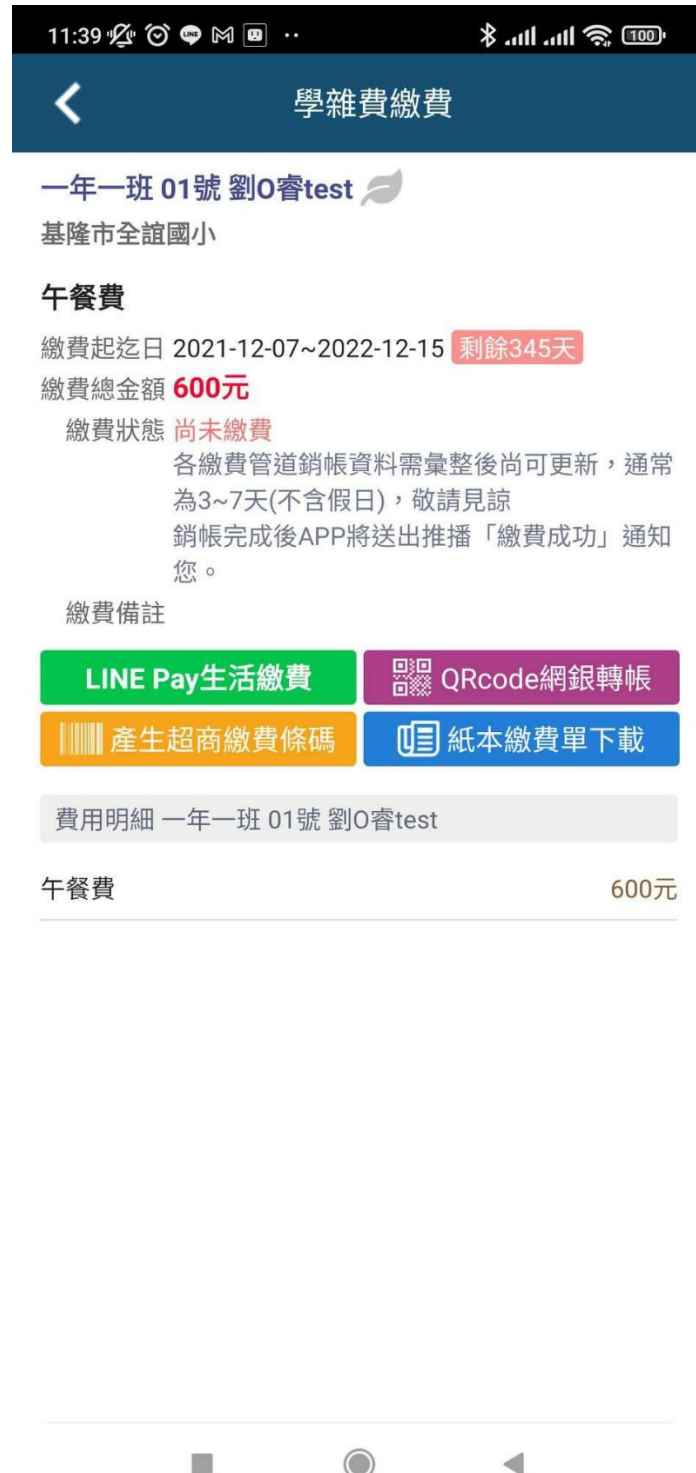 11:39
100
學雜費繳費
一年一班 01號 劉O睿test
基隆市全誼國小
午餐費
繳費起迄日 2021-12-07~2022-12-15 剩餘345天
繳費總金額 600元
繳費狀態 尚未繳費
各繳費管道銷帳資料需彙整後尚可更新，通常
為3~7天(不含假日)，敬請見諒
銷帳完成後APP將送出推播「繳費成功」通知
您。
繳費備註
LINE Pay生活繳費
QRcode網銀轉帳
產生超商繳費條碼
紙本繳費單下載
費用明細 一年一班 01號 劉O睿test
午餐費 600元